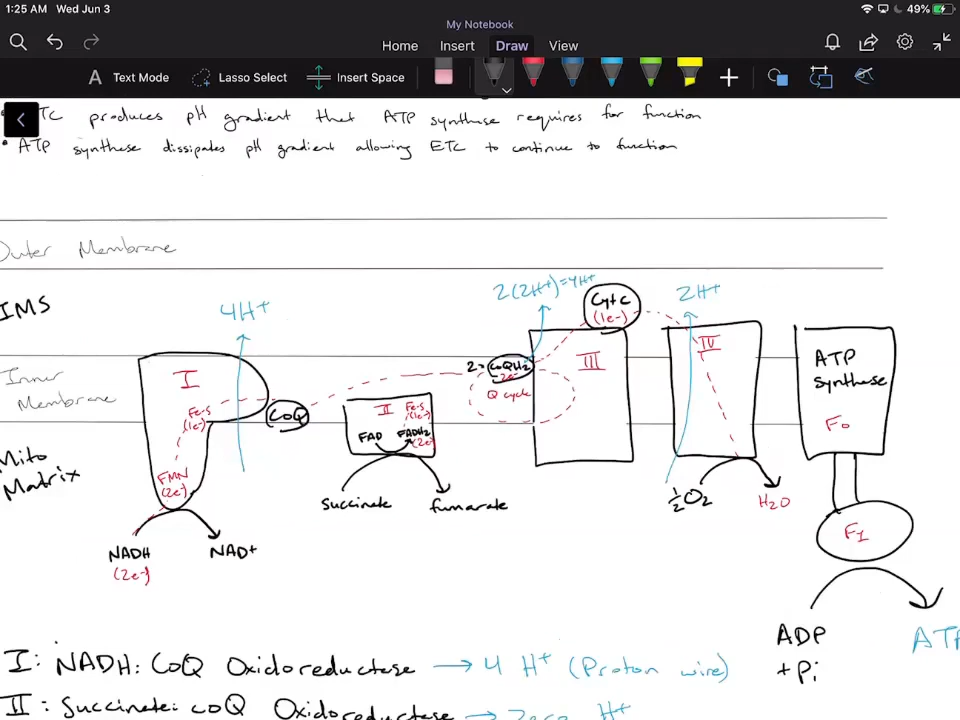 1:25 AM Wed Jun 3
49%
My Notebook
Home Insert Draw View
Text Mode Lasso Select Insert Space
TC produces pH gradient that ATP synthase requires for function
• ATP synthase dissipates pH gradient allowing ETC to continue to function
Outer Membrane
IMS
4H+
2(2H+)=4H+
Cyt c
(1e-)
2H+
I
Fe-S
(1e-)
FMN
(2e-)
CoQ
Inner
Membrane
II
Fe-S
(1e-)
FAD
FADH2
(2e-)
2x CoQH2
2e-
Q cycle
III
IV
ATP
Synthase
F0
Mito
Matrix
succinate
fumarate
½O2
H2O
F1
NADH
(2e-)
NAD+
ADP
+ Pi
ATP
I: NADH: CoQ Oxidoreductase → 4 H+ (Proton wire)
II: Succinate: CoQ Oxidoreductase → Zero H+